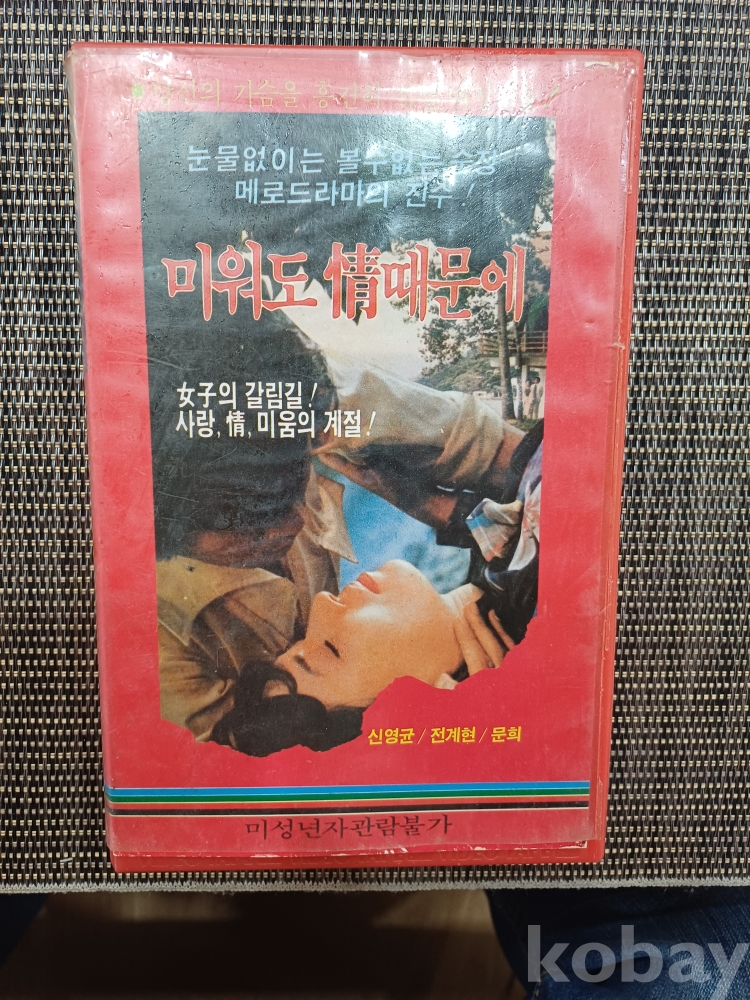 가슴을
눈물없이는 볼수없는 순정
메로드라마의 진수!
미워도 情때문에
女子의 갈림길!
사랑, 情, 미움의 계절!
신영균/전계현/문희
미성년자관람불가
kobay